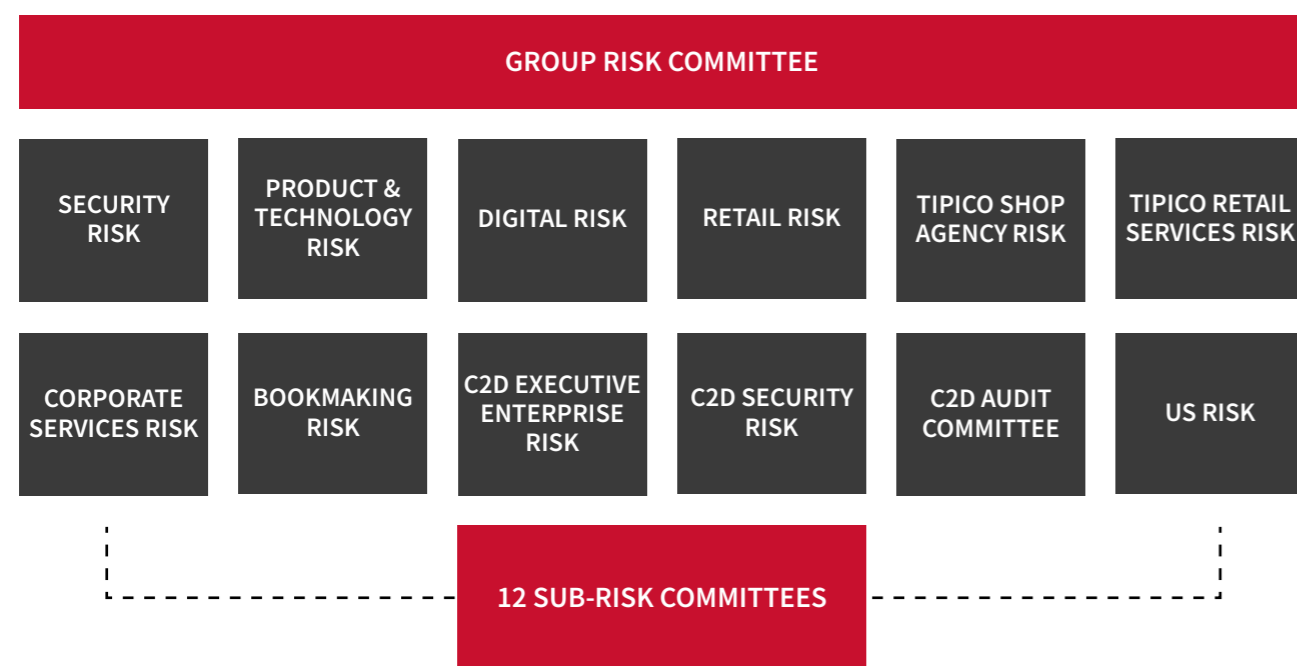 GROUP RISK COMMITTEE
SECURITY
RISK
PRODUCT &
TECHNOLOGY
RISK
DIGITAL RISK
RETAIL RISK
TIPICO SHOP
AGENCY RISK
TIPICO RETAIL
SERVICES RISK
CORPORATE
SERVICES RISK
BOOKMAKING
RISK
C2D EXECUTIVE
ENTERPRISE
RISK
C2D SECURITY
RISK
C2D AUDIT
COMMITTEE
US RISK
12 SUB-RISK COMMITTEES